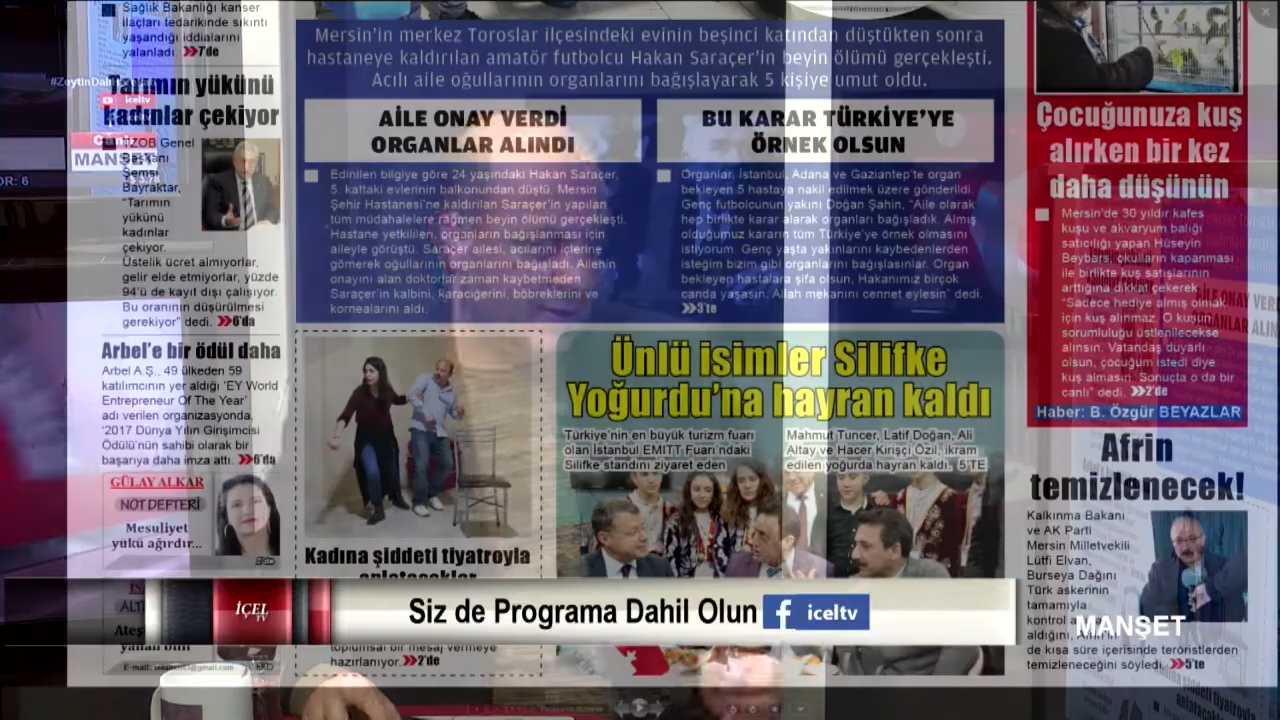 Sağlık Bakanlığı kanser
ilaçları tedarikinde sıkıntı
yaşandığı iddialarını
yalanladı. 7'de
iceltv
MANŞET
Tarımın yükünü
kadınlar çekiyor
TZOB Genel
Başkanı
Şemsi
Bayraktar,
“Tarımın
yükünü
kadınlar
çekiyor.
Üstelik ücret almıyorlar,
gelir elde etmiyorlar, yüzde
94'ü de kayıt dışı çalışıyor.
Bu oranının düşürülmesi
gerekiyor” dedi. 6'da
Arbel'e bir ödül daha
Arbel A.Ş., 49 ülkeden 59
katılımcının yer aldığı 'EY World
Entrepreneur Of The Year'
adı verilen organizasyonda,
'2017 Dünya Yılın Girişimcisi
Ödülü'nün sahibi olarak bir
başarıya daha imza attı. 6'da
GÜLAY ALKAR
NOT DEFTERİ
Mesuliyet
yükü ağırdır...
Mersin'in merkez Toroslar ilçesindeki evinin beşinci katından düştükten sonra
hastaneye kaldırılan amatör futbolcu Hakan Saraçer'in beyin ölümü gerçekleşti.
Acılı aile oğullarının organlarını bağışlayarak 5 kişiye umut oldu.
AİLE ONAY VERDİ
ORGANLAR ALINDI
Edinilen bilgiye göre 24 yaşındaki Hakan Saraçer,
5. kattaki evlerinin balkonundan düştü. Mersin
Şehir Hastanesi'ne kaldırılan Saraçer'in yapılan
tüm müdahalelere rağmen beyin ölümü gerçekleşti.
Hastane yetkilileri, organların bağışlanması için
aileyle görüştü. Saraçer ailesi, acılarını içlerine
gömerek oğullının organlarını bağışladı. Ailenin
onayını alan doktorlar zaman kaybetmeden
Saraçer'in kalbini, karaciğerini, böbreklerini ve
kornealarını aldı.
BU KARAR TÜRKİYE'YE
ÖRNEK OLSUN
Organlar, İstanbul, Adana ve Gaziantep'te organ
bekleyen 5 hastaya nakil edilmek üzere gönderildi.
Genç futbolcunun yakını Doğan Şahin, “Aile olarak
hep birlikte karar alarak organları bağışladık. Almış
olduğumuz kararın tüm Türkiye'ye örnek olmasını
istiyorum. Genç yaşta yakınlarını kaybedenlerden
isteğim bizim gibi organlarını bağışlasınlar. Organ
bekleyen hastalara şifa olsun, Hakanımız birçok
canda yaşasın. Allah mekanını cennet eylesin” dedi.
3'te
Kadına şiddeti tiyatroyla
anlatacaklar
toplumsal bir mesaj vermeye
hazırlanıyor. 2'de
Ünlü isimler Silifke
Yoğurdu'na hayran kaldı
Türkiye'nin en büyük turizm fuarı
olan İstanbul EMITT Fuarı'ndaki
Silifke standını ziyaret eden
Mahmut Tuncer, Latif Doğan, Ali
Altay ve Hacer Kirişçi Özil, ikram
edilen yoğurda hayran kaldı. 5'TE
Çocuğunuza kuş
alırken bir kez
daha düşünün
Mersin'de 30 yıldır kafes
kuşu ve akvaryum balığı
satıcılığı yapan Hüseyin
Beybars, okulların kapanması
ile birlikte kuş satışlarının
arttığına dikkat çekerek,
“Sadece hediye almış olmak
için kuş alınmaz. O kuşun
sorumluluğu üstlenilecekse
alınsın. Vatandaş duyarlı
olsun, çocuğum istedi diye
kuş almasın. Sonuçta o da bir
canlı” dedi. 2'de
Haber: B. Özgür BEYAZLAR
Afrin
temizlenecek!
Kalkınma Bakanı
ve AK Parti
Mersin Milletvekili
Lütfi Elvan,
Burseya Dağını
Türk askerinin
tamamıyla
kontrol
aldığını,
de kısa süre içerisinde teröristlerden
temizleneceğini söyledi. 5'te
İÇEL
TV
Siz de Programa Dahil Olun f iceltv
MANŞET